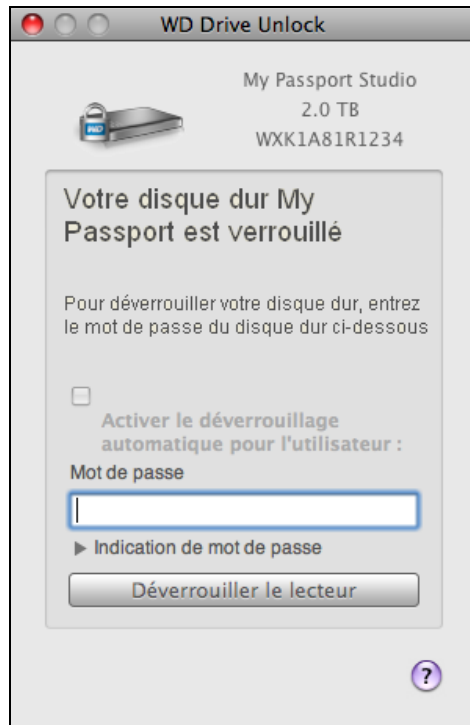 WD Drive Unlock
My Passport Studio
2.0 TB
WXK1A81R1234
WD
Votre disque dur My
Passport est verrouillé
Pour déverrouiller votre disque dur, entrez
le mot de passe du disque dur ci-dessous
Activer le déverrouillage
automatique pour l'utilisateur :
Mot de passe
Indication de mot de passe
Déverrouiller le lecteur
?